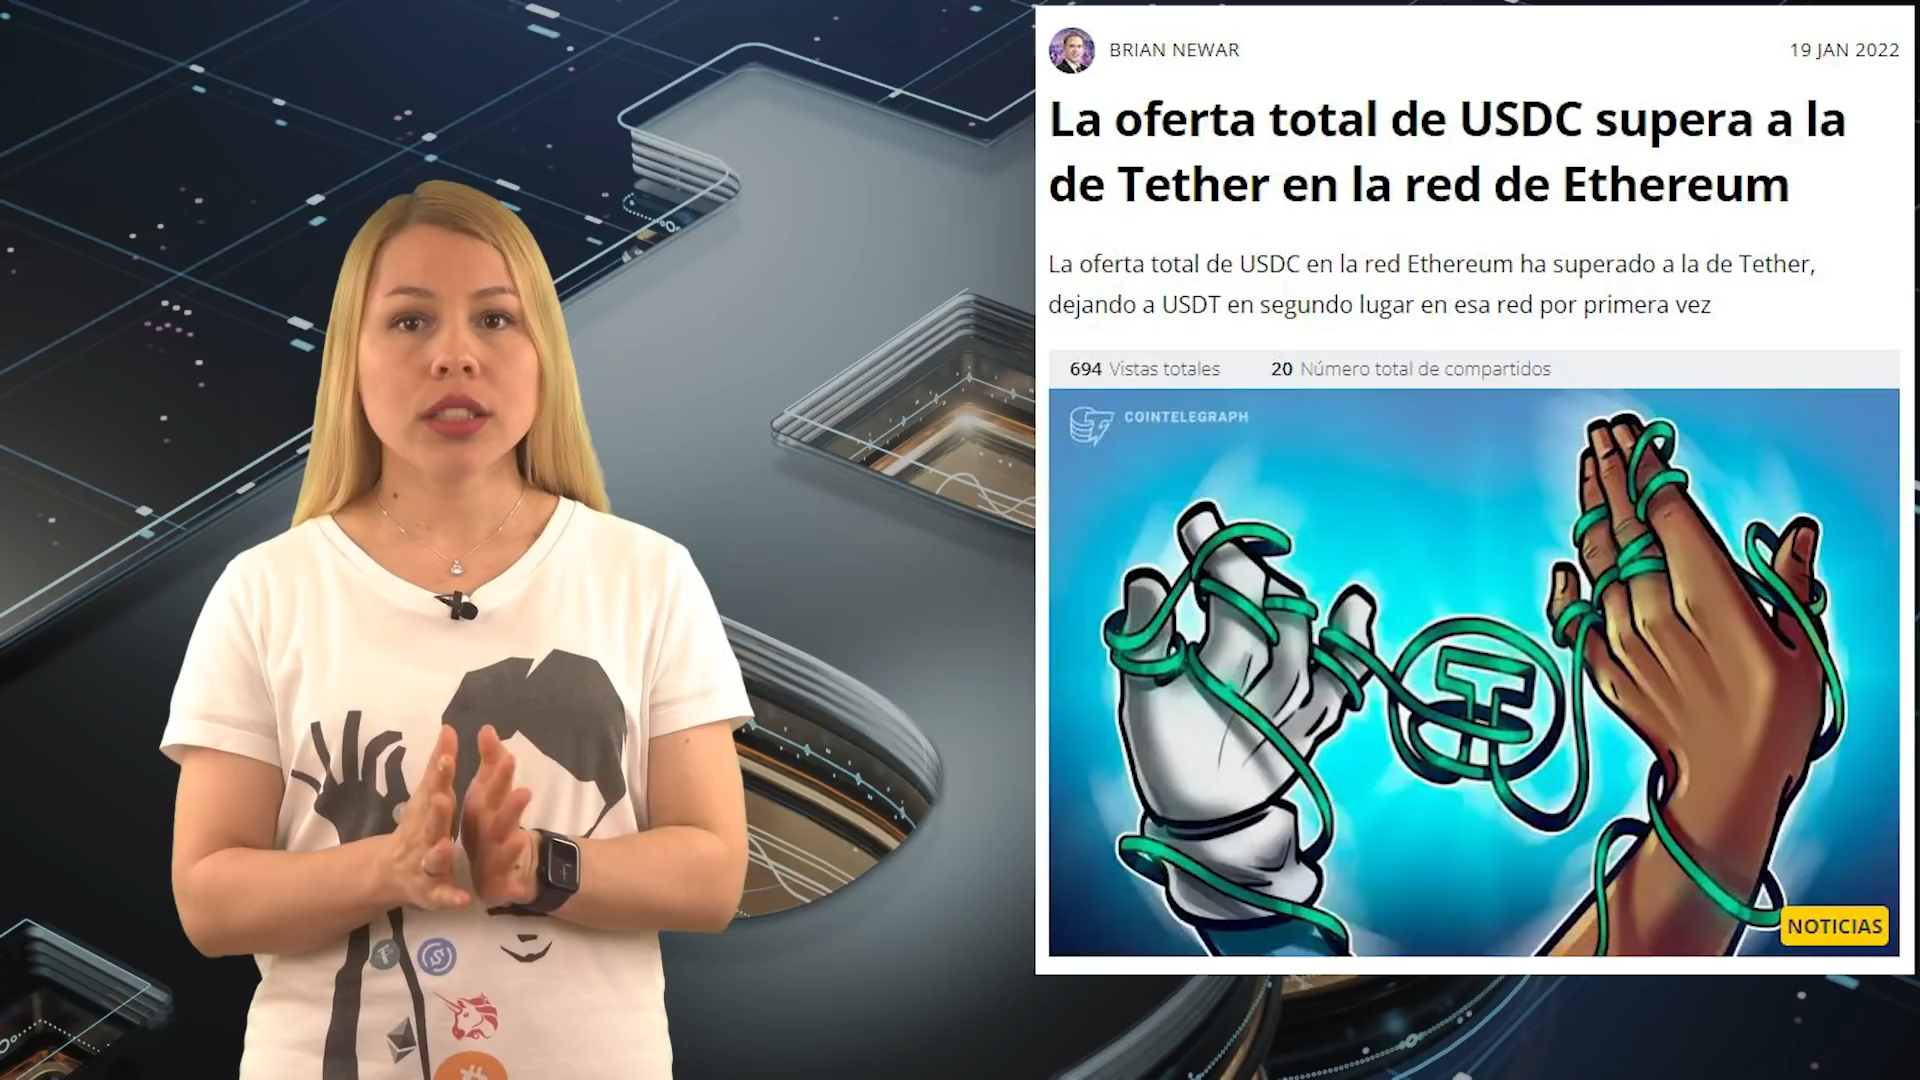 BRIAN NEWAR
19 JAN 2022
La oferta total de USDC supera a la
de Tether en la red de Ethereum
La oferta total de USDC en la red Ethereum ha superado a la de Tether,
dejando a USDT en segundo lugar en esa red por primera vez
694 Vistas totales
20 Número total de compartidos
COINTELEGRAPH
NOTICIAS